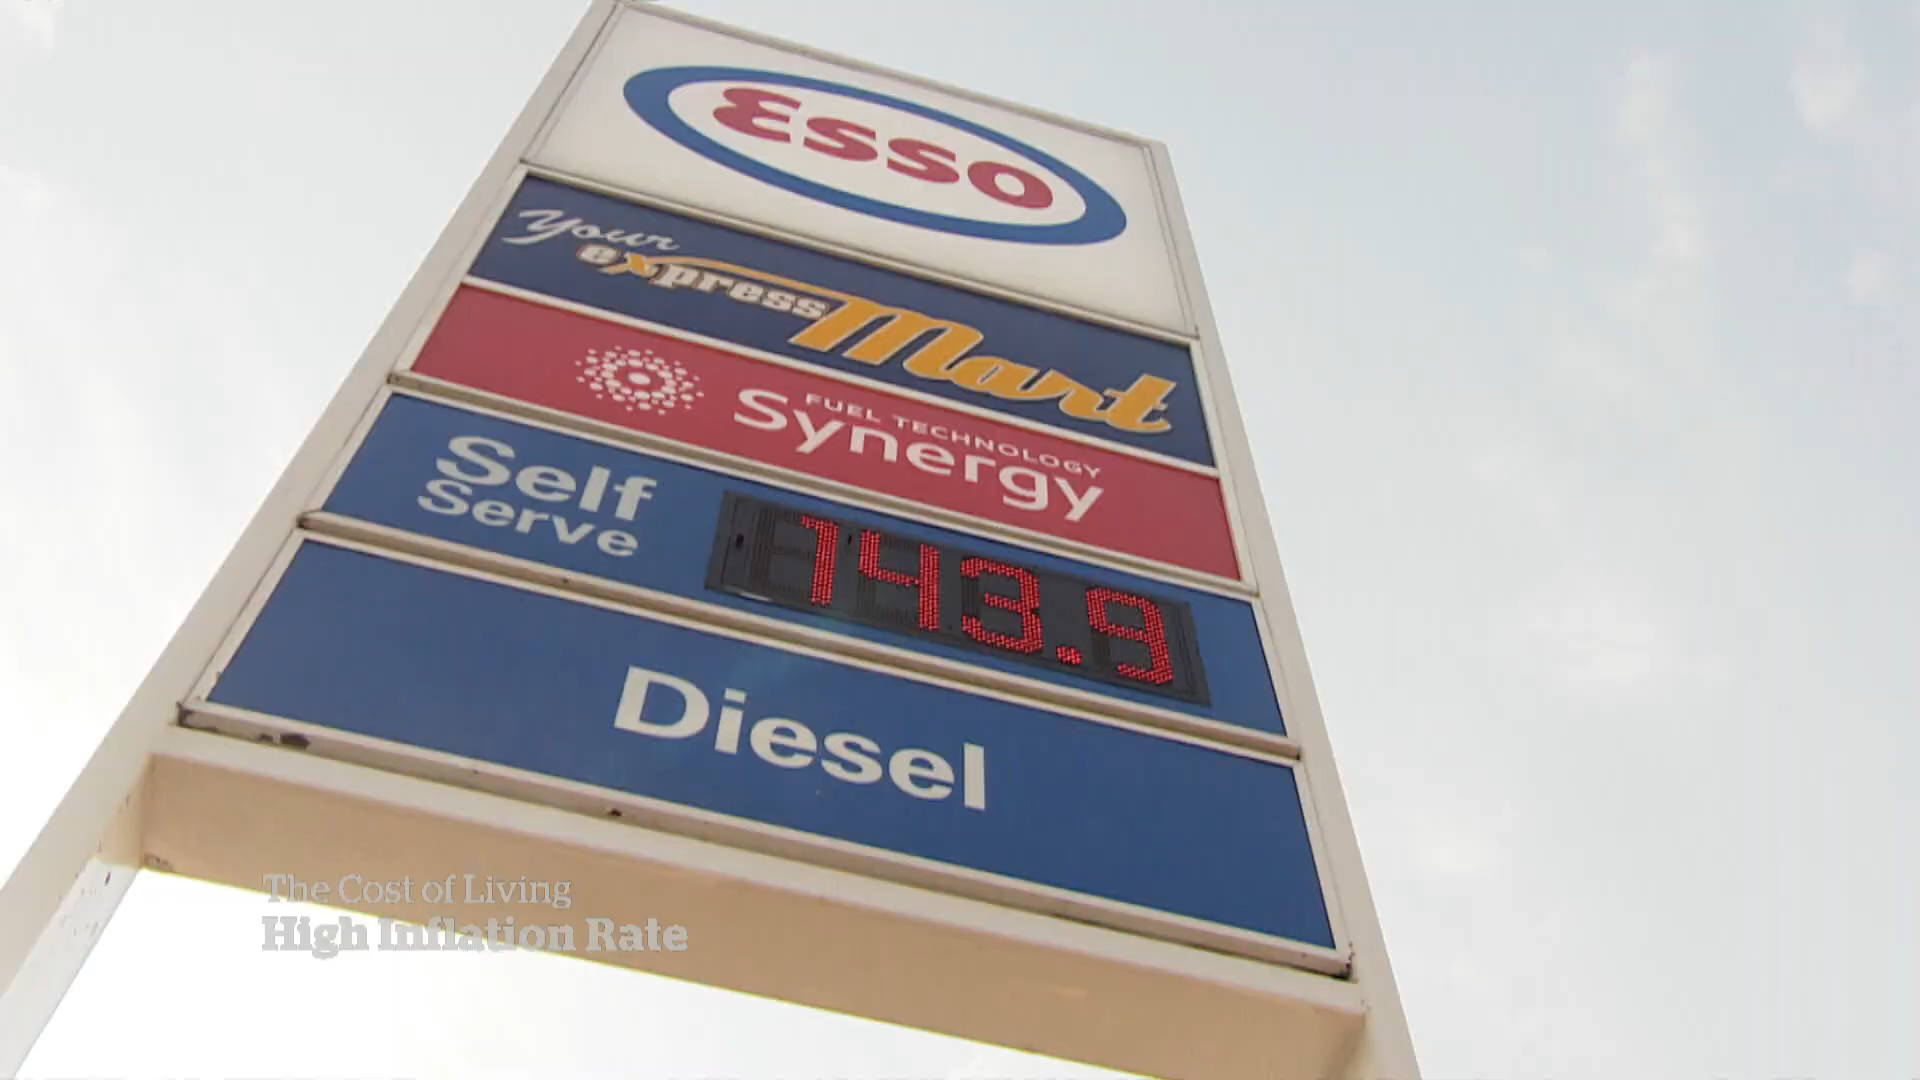 Esso
Your
express
Mart
FUEL TECHNOLOGY
Synergy
Self
Serve
143.9
Diesel
The Cost of Living
High Inflation Rate